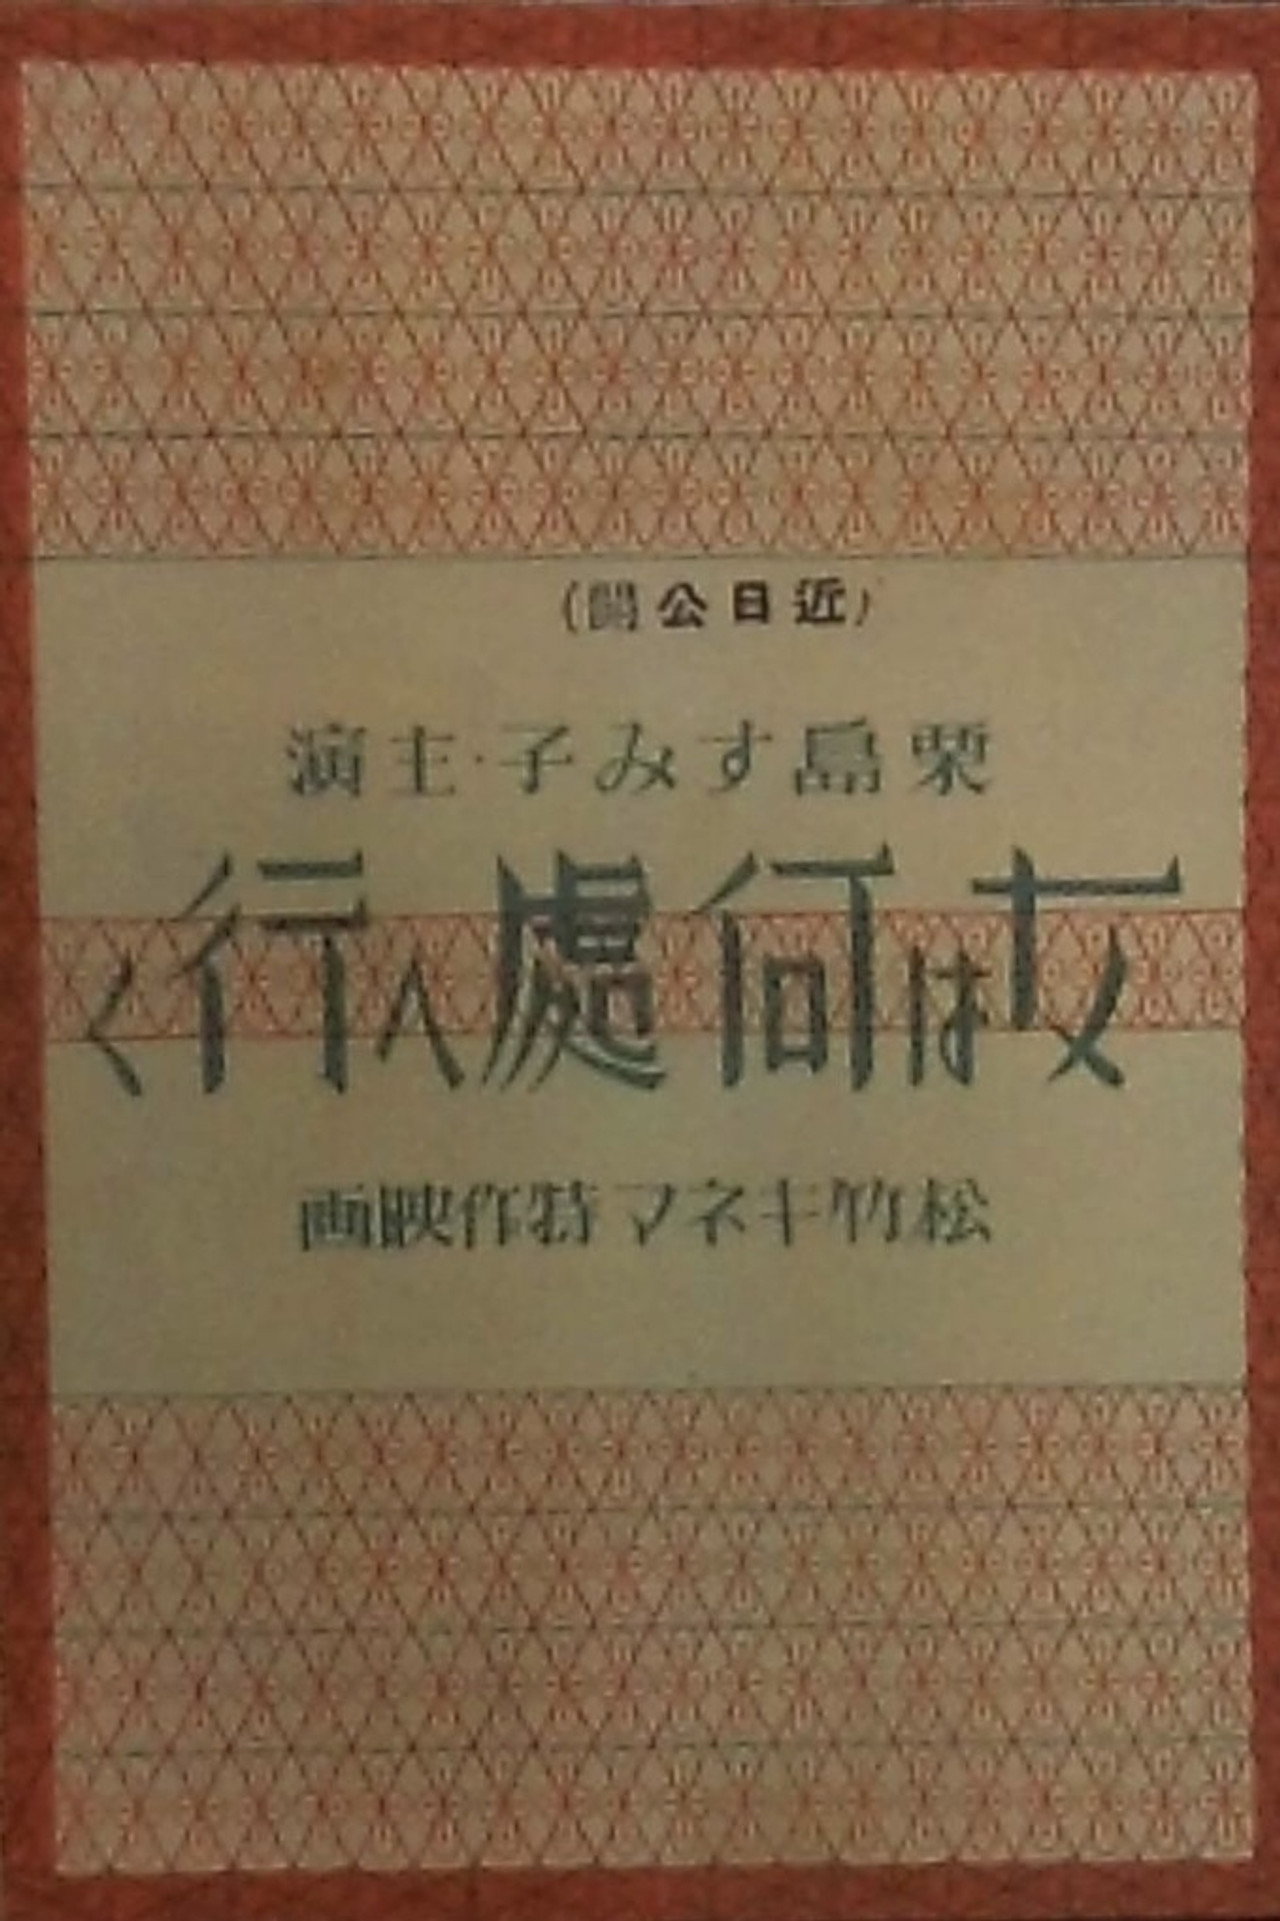 (近日公開)
栗島すみ子・主演
女は何處へ行く
松竹キネマ特作映画